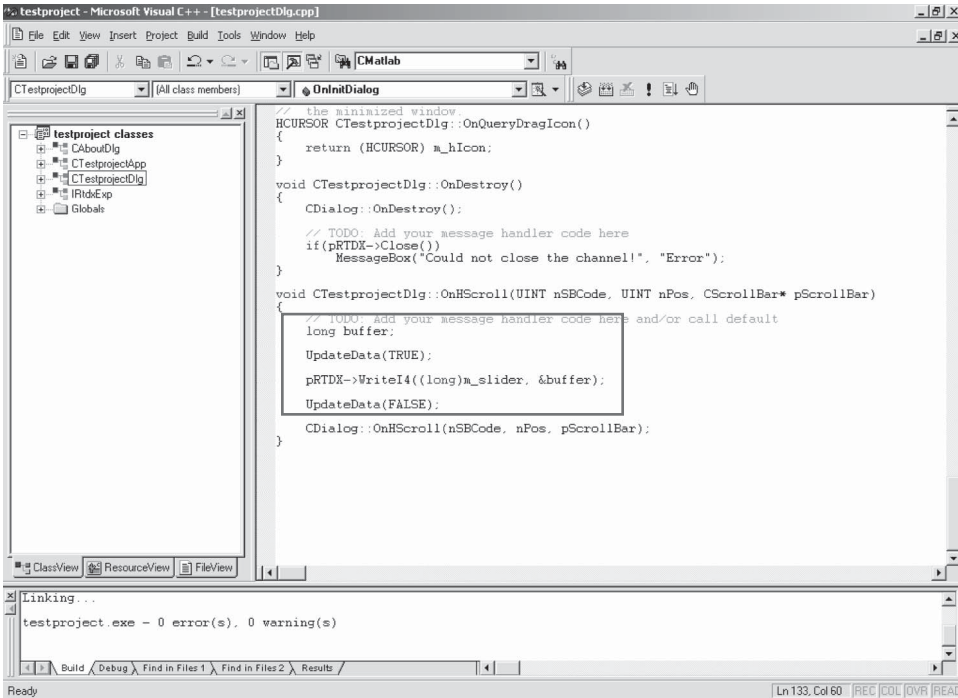 testproject - Microsoft Visual C++ - [testprojectDlg.cpp]
File Edit View Insert Project Build Tools Window Help
CMatlab
CTestprojectDlg (All class members) OnInitDialog
testproject classes
CAboutDlg
CTestprojectApp
CTestprojectDlg
IRtdxExp
Globals
// the minimized window.
HCURSOR CTestprojectDlg::OnQueryDragIcon()
{
return (HCURSOR) m_hIcon;
}
void CTestprojectDlg::OnDestroy()
{
CDialog::OnDestroy();
// TODO: Add your message handler code here
if(pRTDX->Close())
MessageBox("Could not close the channel!", "Error");
}
void CTestprojectDlg::OnHScroll(UINT nSBCode, UINT nPos, CScrollBar* pScrollBar)
{
// TODO: Add your message handler code here and/or call default
long buffer;
UpdateData(TRUE);
pRTDX->WriteI4((long)m_slider, &buffer);
UpdateData(FALSE);
CDialog::OnHScroll(nSBCode, nPos, pScrollBar);
}
ClassView ResourceView FileView
Linking...
testproject.exe - 0 error(s), 0 warning(s)
Build Debug Find in Files 1 Find in Files 2 Results
Ready Ln 133, Col 60 REC COL OVR READ